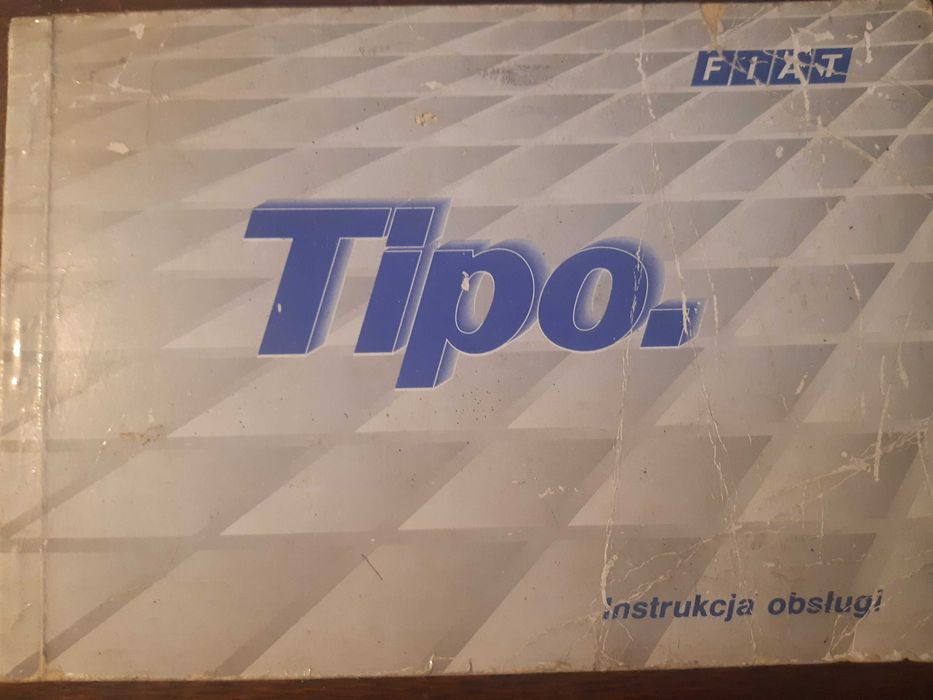 FIAT
Tipo.
Instrukcja obsługi